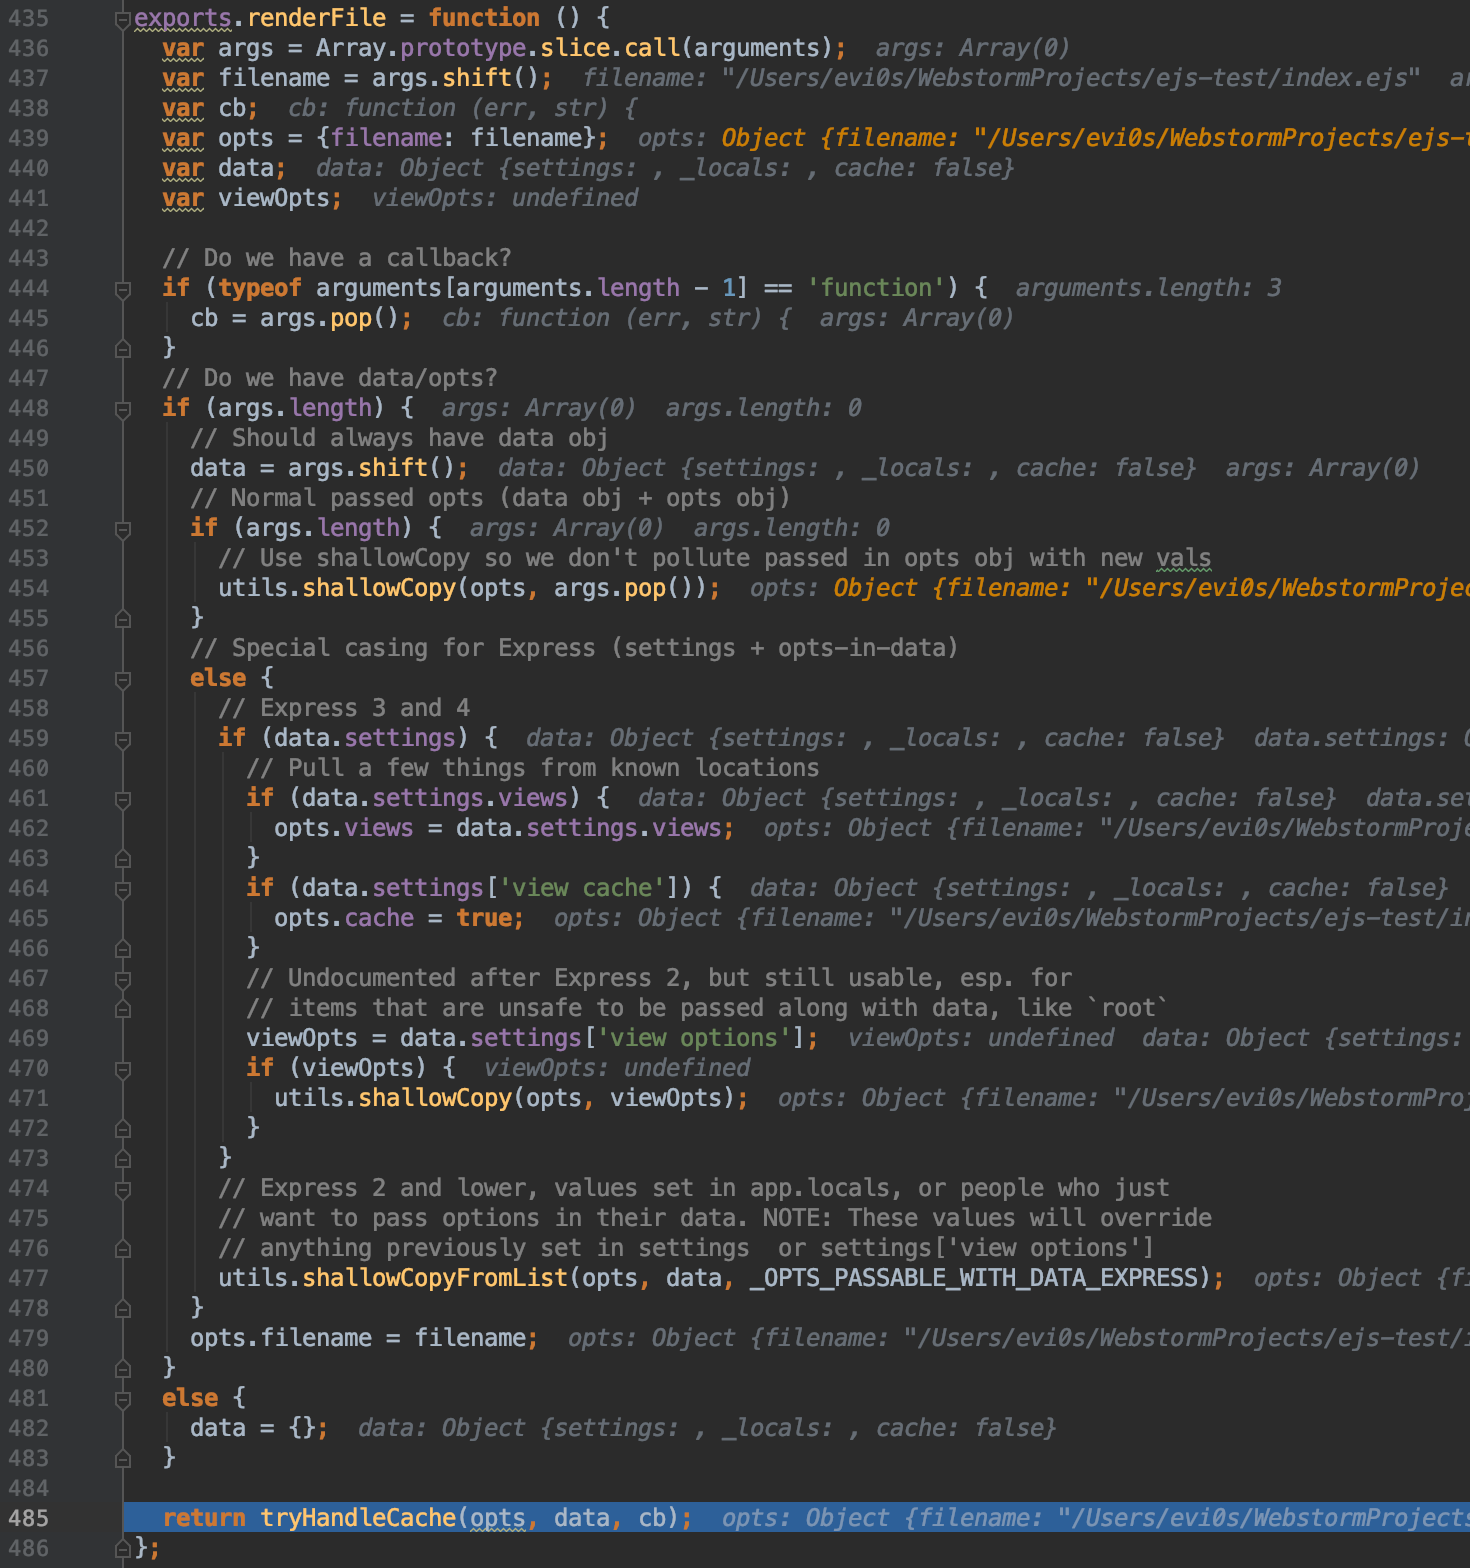 435 exports.renderFile = function () {
436 var args = Array.prototype.slice.call(arguments); args: Array(0)
437 var filename = args.shift(); filename: "/Users/evi0s/WebstormProjects/ejs-test/index.ejs"
438 var cb; cb: function (err, str) {
439 var opts = {filename: filename}; opts: Object {filename: "/Users/evi0s/WebstormProjects/ejs-
440 var data; data: Object {settings: , _locals: , cache: false}
441 var viewOpts; viewOpts: undefined
442
443 // Do we have a callback?
444 if (typeof arguments[arguments.length - 1] == 'function') { arguments.length: 3
445 cb = args.pop(); cb: function (err, str) { args: Array(0)
446 }
447 // Do we have data/opts?
448 if (args.length) { args: Array(0) args.length: 0
449 // Should always have data obj
450 data = args.shift(); data: Object {settings: , _locals: , cache: false} args: Array(0)
451 // Normal passed opts (data obj + opts obj)
452 if (args.length) { args: Array(0) args.length: 0
453 // Use shallowCopy so we don't pollute passed in opts obj with new vals
454 utils.shallowCopy(opts, args.pop()); opts: Object {filename: "/Users/evi0s/WebstormProjec
455 }
456 // Special casing for Express (settings + opts-in-data)
457 else {
458 // Express 3 and 4
459 if (data.settings) { data: Object {settings: , _locals: , cache: false} data.settings:
460 // Pull a few things from known locations
461 if (data.settings.views) { data: Object {settings: , _locals: , cache: false} data.set
462 opts.views = data.settings.views; opts: Object {filename: "/Users/evi0s/WebstormProje
463 }
464 if (data.settings['view cache']) { data: Object {settings: , _locals: , cache: false}
465 opts.cache = true; opts: Object {filename: "/Users/evi0s/WebstormProjects/ejs-test/in
466 }
467 // Undocumented after Express 2, but still usable, esp. for
468 // items that are unsafe to be passed along with data, like `root`
469 viewOpts = data.settings['view options']; viewOpts: undefined data: Object {settings:
470 if (viewOpts) { viewOpts: undefined
471 utils.shallowCopy(opts, viewOpts); opts: Object {filename: "/Users/evi0s/WebstormProj
472 }
473 }
474 // Express 2 and lower, values set in app.locals, or people who just
475 // want to pass options in their data. NOTE: These values will override
476 // anything previously set in settings  or settings['view options']
477 utils.shallowCopyFromList(opts, data, _OPTS_PASSABLE_WITH_DATA_EXPRESS); opts: Object {fi
478 }
479 opts.filename = filename; opts: Object {filename: "/Users/evi0s/WebstormProjects/ejs-test/
480 }
481 else {
482 data = {}; data: Object {settings: , _locals: , cache: false}
483 }
484
485 return tryHandleCache(opts, data, cb); opts: Object {filename: "/Users/evi0s/WebstormProjects
486 };